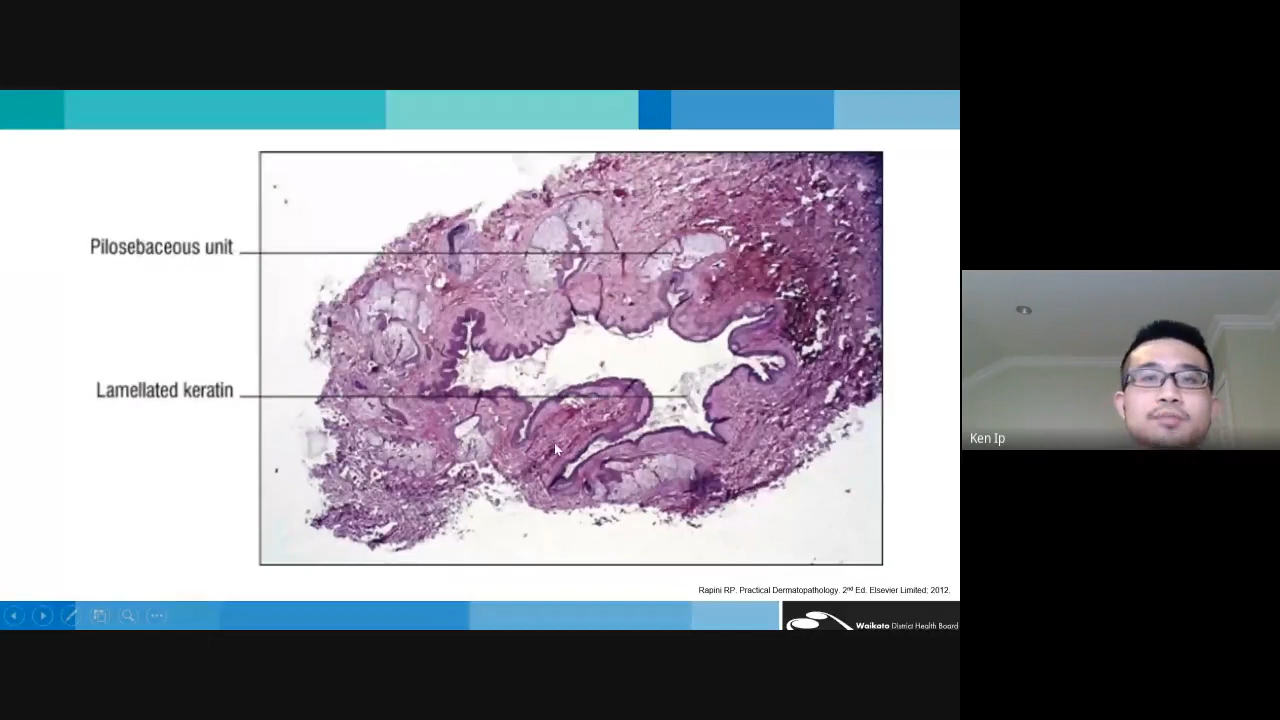 Pilosebaceous unit
Lamellated keratin
Ken Ip
Rapini RP. Practical Dermatopathology. 2nd Ed. Elsevier Limited; 2012.
Waikato District Health Board